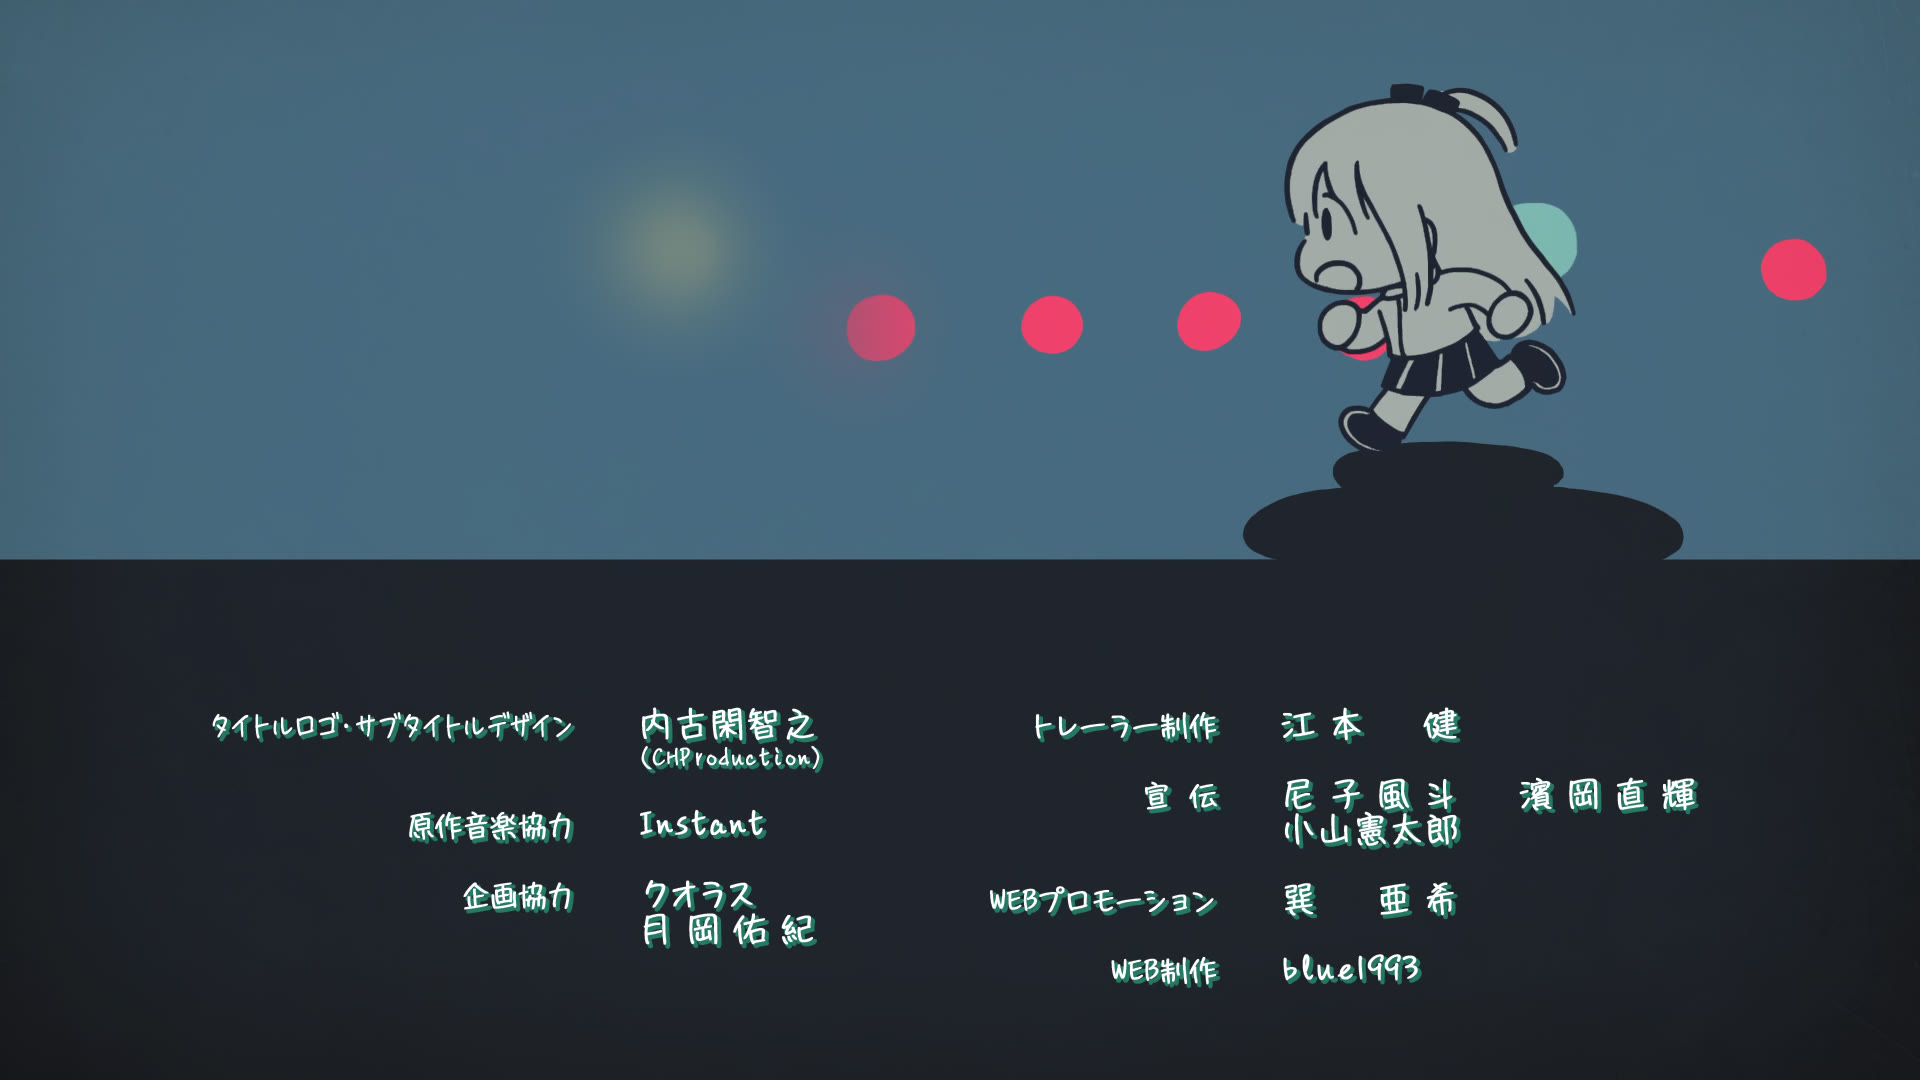 タイトルロゴ・サブタイトルデザイン 内古閑智之
(CHProduction)
原作音楽協力 Instant
企画協力 クオラス
月岡佑紀
トレーラー制作 江本 健
宣伝 尼子風斗 濱岡直輝
小山憲太郎
WEBプロモーション 巽 亜希
WEB制作 blue1993